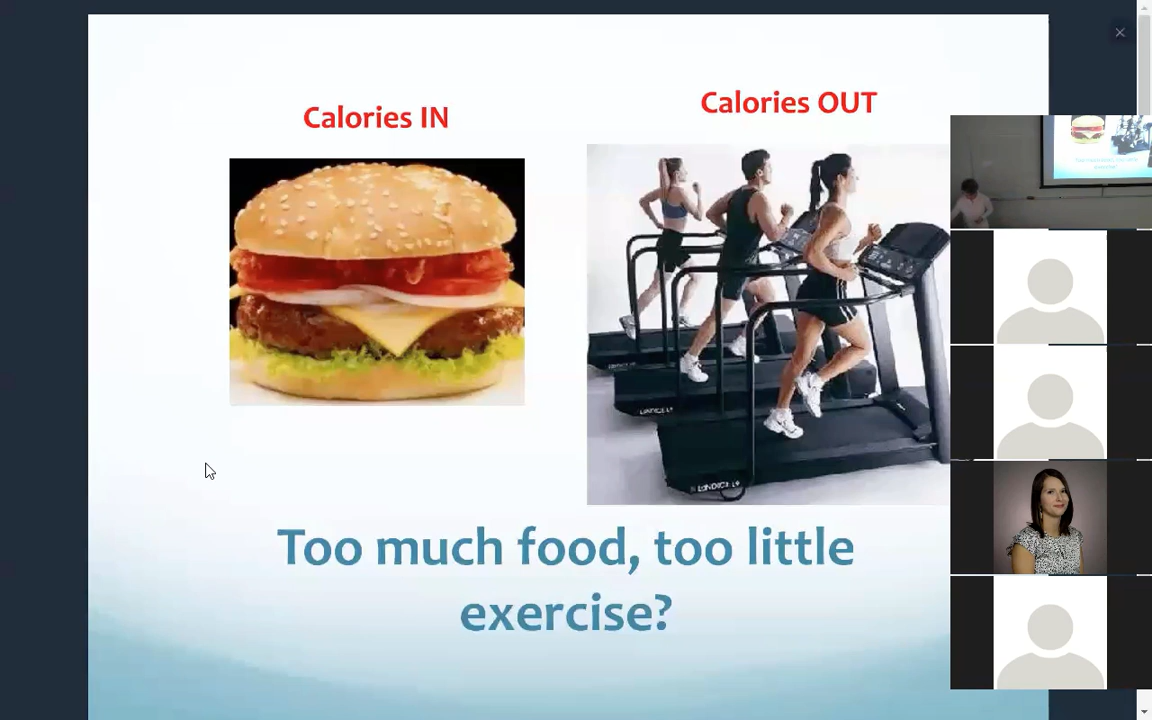 Calories IN
Calories OUT
Too much food, too little
exercise?